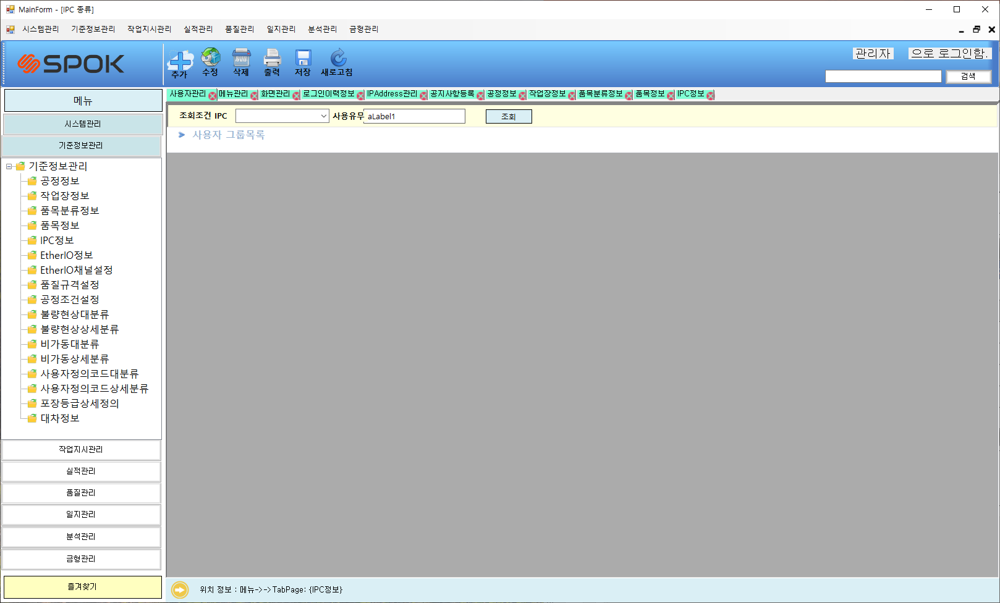 MainForm - [IPC 종류]
시스템관리 기준정보관리 작업지시관리 실적관리 품질관리 일지관리 분석관리 금형관리
SPOK
추가 수정 삭제 출력 저장 새로고침
관리자 으로 로그인함.
검색
메뉴
사용자관리 메뉴관리 화면관리 로그인이력정보 IPAddress관리 공지사항등록 공정정보 작업장정보 품목분류정보 품목정보 IPC정보
조회조건 IPC 사용유무 aLabel1 조회
사용자 그룹목록
시스템관리
기준정보관리
기준정보관리
공정정보
작업장정보
품목분류정보
품목정보
IPC정보
EtherIO정보
EtherIO채널설정
품질규격설정
공정조건설정
불량현상대분류
불량현상상세분류
비가동대분류
비가동상세분류
사용자정의코드대분류
사용자정의코드상세분류
포장등급상세정의
대차정보
작업지시관리
실적관리
품질관리
일지관리
분석관리
금형관리
즐겨찾기
위치 정보 : 메뉴->->TabPage: {IPC정보}